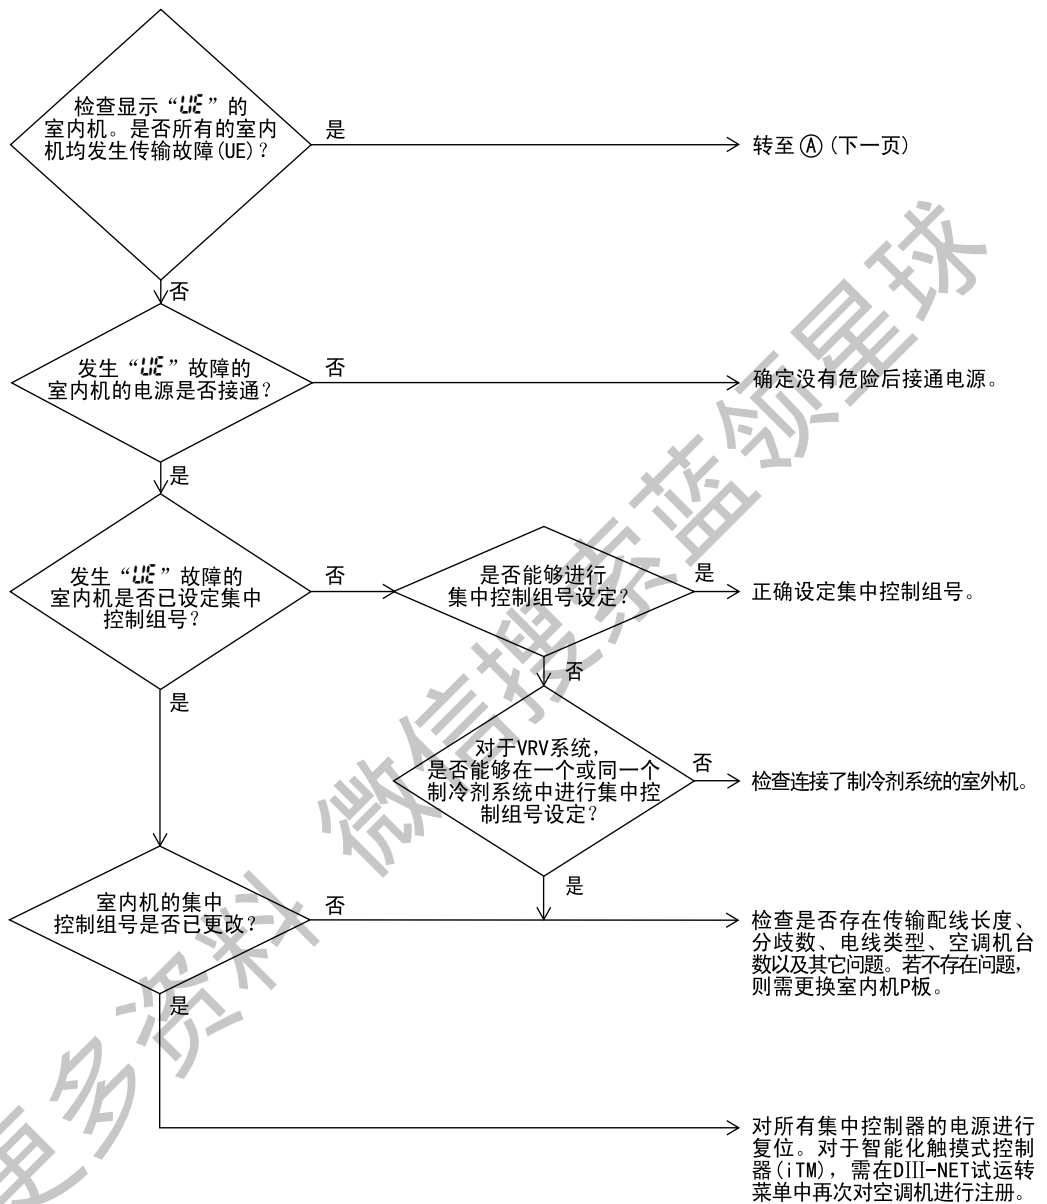 检查显示“UE”的
室内机。是否所有的室内
机均发生传输故障(UE)？
是
转至 Ⓐ (下一页)
否
发生“UE”故障的
室内机的电源是否接通？
否
确定没有危险后接通电源。
是
发生“UE”故障的
室内机是否已设定集中
控制组号？
否
是否能够进行
集中控制组号设定？
是
正确设定集中控制组号。
否
是
对于VRV系统，
是否能够在一个或同一个
制冷剂系统中进行集中控
制组号设定？
否
检查连接了制冷剂系统的室外机。
是
室内机的集中
控制组号是否已更改？
否
检查是否存在传输配线长度、
分歧数、电线类型、空调机台
数以及其它问题。若不存在问题，
则需更换室内机P板。
是
对所有集中控制器的电源进行
复位。对于智能化触摸式控制
器(iTM)，需在DIII-NET试运转
菜单中再次对空调机进行注册。
更多资料 微信搜索蓝领星球